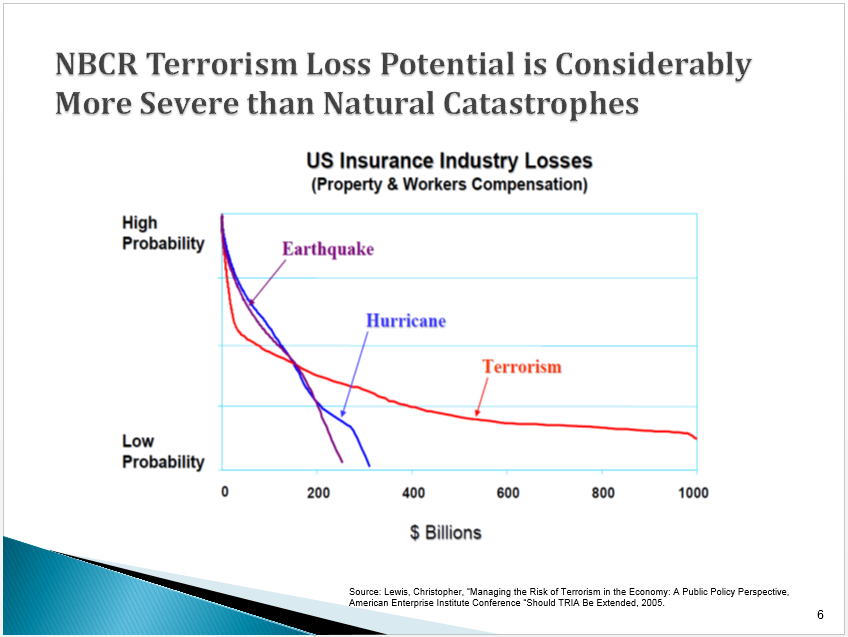 NBCR Terrorism Loss Potential is Considerably
More Severe than Natural Catastrophes
US Insurance Industry Losses
(Property & Workers Compensation)
High
Probability
Earthquake
Hurricane
Terrorism
Low
Probability
0 200 400 600 800 1000
$ Billions
Source: Lewis, Christopher, “Managing the Risk of Terrorism in the Economy: A Public Policy Perspective,
American Enterprise Institute Conference “Should TRIA Be Extended, 2005.
6